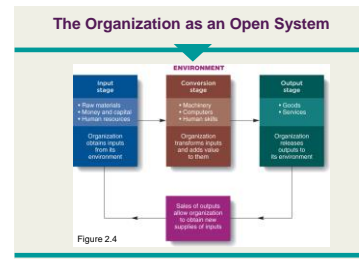 The Organization as an Open System
ENVIRONMENT
Input
stage
• Raw materials
• Money and capital
• Human resources
Organization
obtains inputs
from its
environment
Conversion
stage
• Machinery
• Computers
• Human skills
Organization
transforms inputs
and adds value
to them
Output
stage
• Goods
• Services
Organization
releases
outputs to
its environment
Sales of outputs
allow organization
to obtain new
supplies of inputs
Figure 2.4